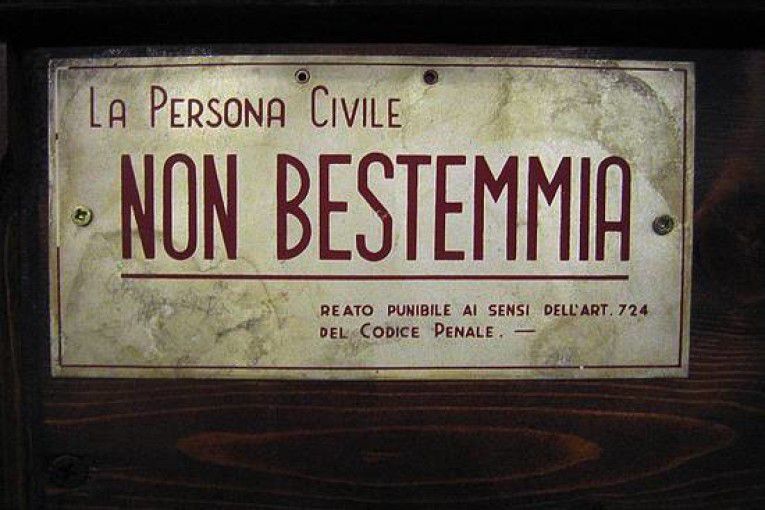 La Persona Civile
NON BESTEMMIA
REATO PUNIBILE AI SENSI DELL'ART. 724
DEL CODICE PENALE. —